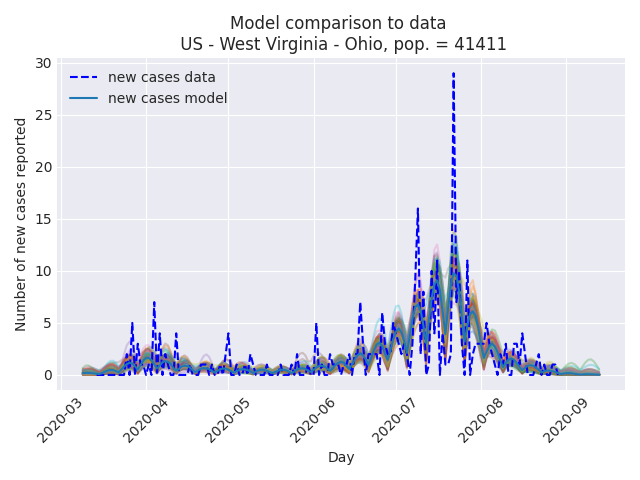 Model comparison to data
US - West Virginia - Ohio, pop. = 41411
new cases data
new cases model
Number of new cases reported
30
25
20
15
10
5
0
2020-03
2020-04
2020-05
2020-06
2020-07
2020-08
2020-09
Day